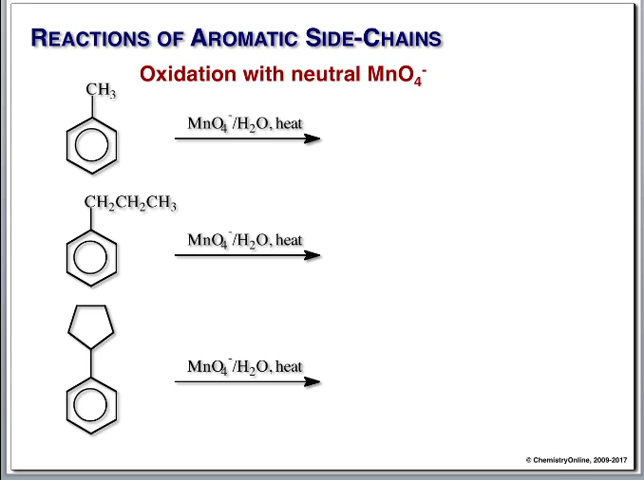 REACTIONS OF AROMATIC SIDE-CHAINS
Oxidation with neutral MnO₄⁻
CH₃
MnO₄⁻/H₂O, heat
CH₂CH₂CH₃
MnO₄⁻/H₂O, heat
MnO₄⁻/H₂O, heat
© ChemistryOnline, 2009-2017